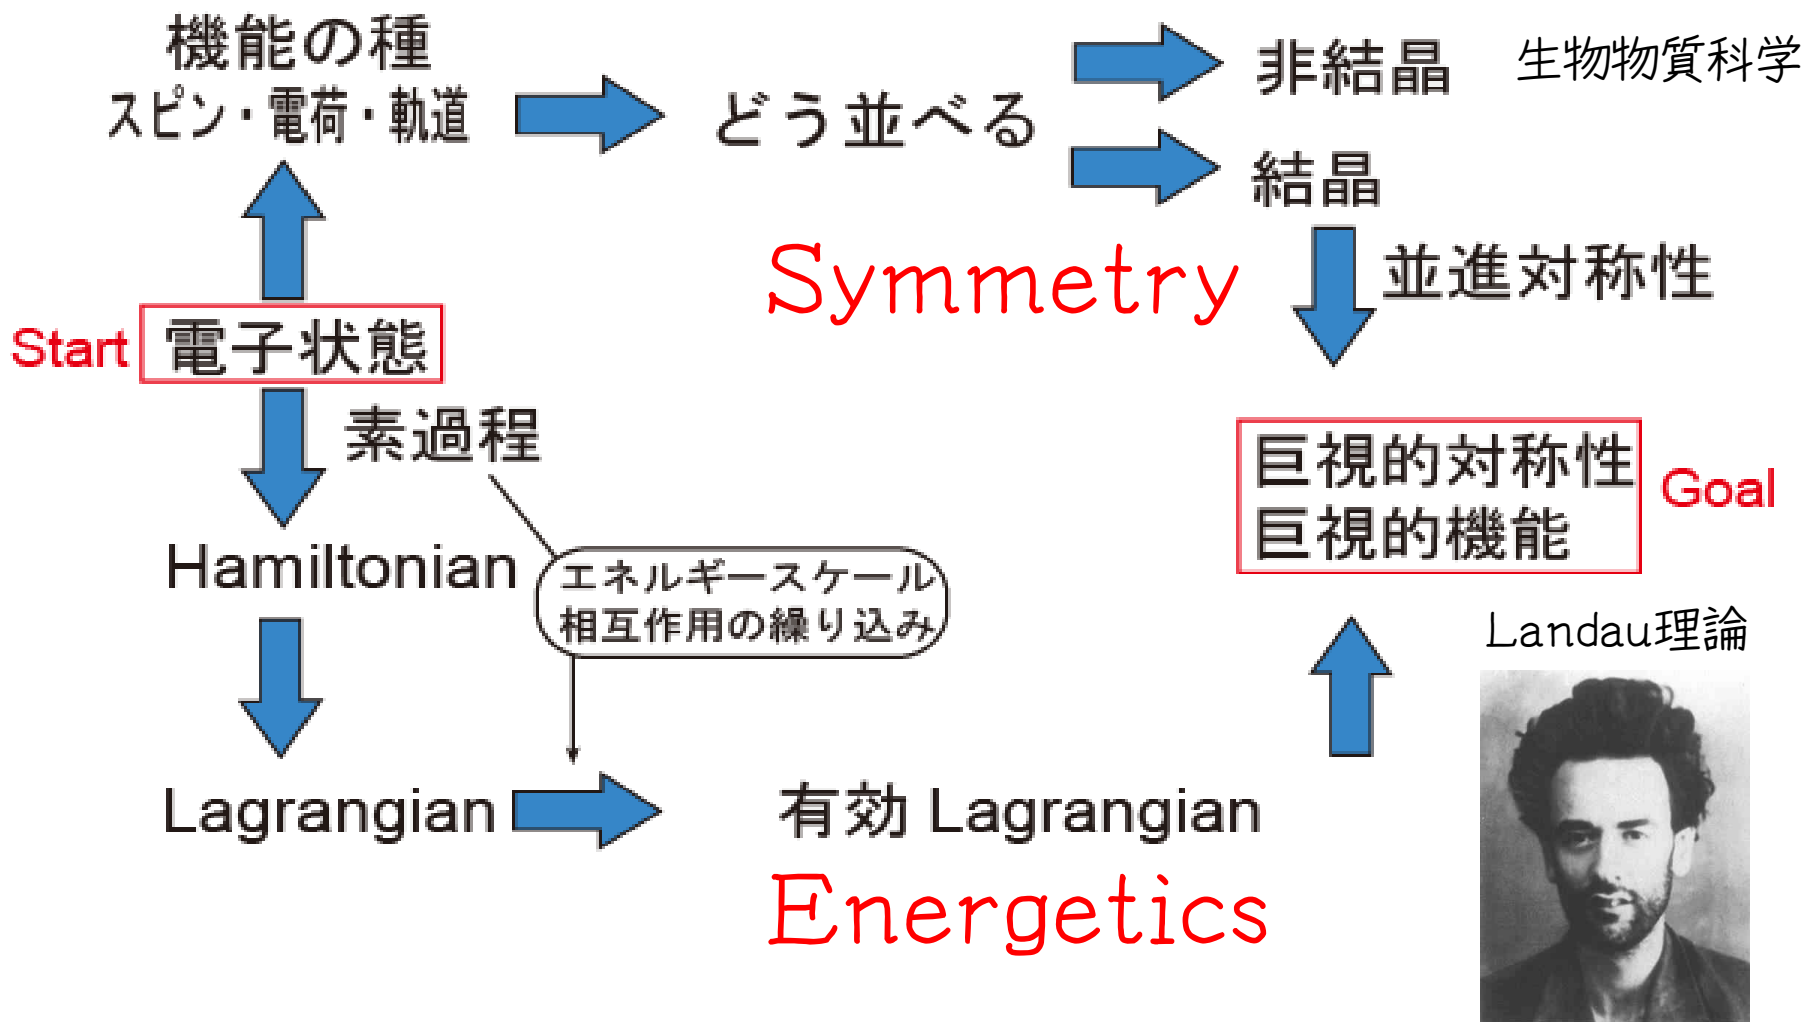 機能の種
スピン・電荷・軌道
どう並べる
非結晶
生物物質科学
結晶
Symmetry
並進対称性
Start
電子状態
素過程
巨視的対称性
巨視的機能
Goal
Hamiltonian
エネルギースケール
相互作用の繰り込み
Landau理論
Lagrangian
有効 Lagrangian
Energetics